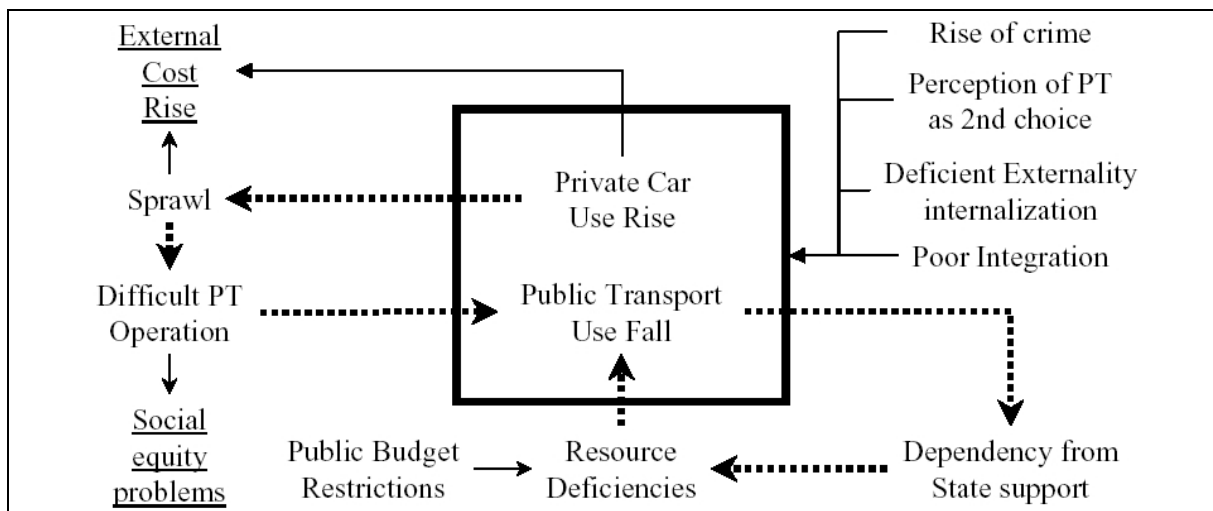 External
Cost
Rise
Rise of crime
Perception of PT
as 2nd choice
Sprawl
Private Car
Use Rise
Deficient Externality
internalization
Poor Integration
Difficult PT
Operation
Public Transport
Use Fall
Social
equity
problems
Public Budget
Restrictions
Resource
Deficiencies
Dependency from
State support